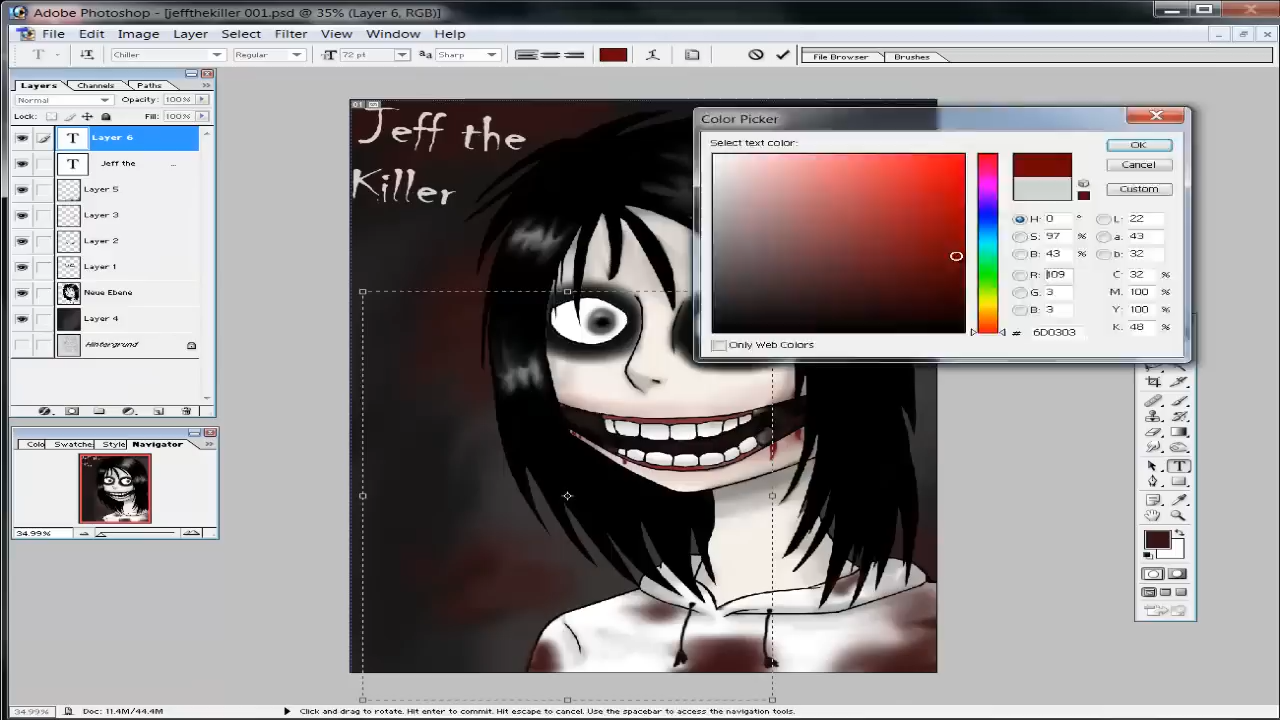 Adobe Photoshop - [jeffthekiller 001.psd @ 35% (Layer 6, RGB)]
File Edit Image Layer Select Filter View Window Help
T Chiller Regular 72 pt aa Sharp File Browser Brushes
Layers Channels Paths
Normal Opacity: 100%
Lock: Fill: 100%
T Layer 6
T Jeff the ...
Layer 5
Layer 3
Layer 2
Layer 1
Neue Ebene
Layer 4
Hintergrund
Colo Swatches Style Navigator
34.99%
01
Jeff the
Killer
Color Picker
Select text color:
OK
Cancel
Custom
H: 0 °
S: 97 %
B: 43 %
R: 109
G: 3
B: 3
L: 22
a: 43
b: 32
C: 32 %
M: 100 %
Y: 100 %
K: 48 %
# 6D0303
Only Web Colors
T
34.99% Doc: 11.4M/44.4M Click and drag to rotate. Hit enter to commit. Hit escape to cancel. Use the spacebar to access the navigation tools.